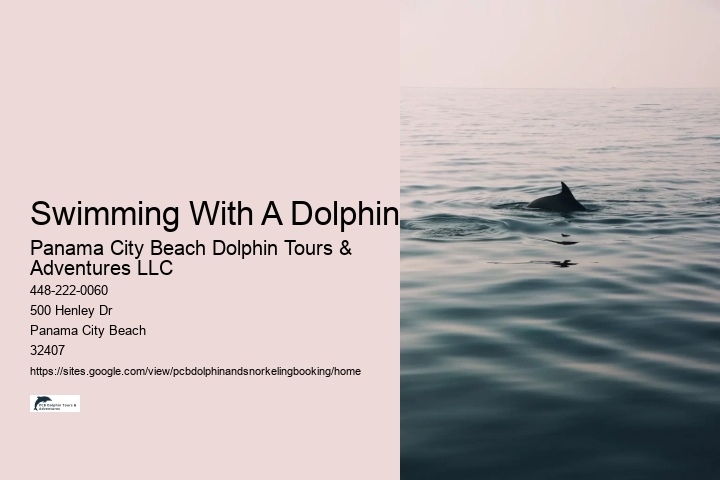 Swimming With A Dolphin
Panama City Beach Dolphin Tours &
Adventures LLC
448-222-0060
500 Henley Dr
Panama City Beach
32407
https://sites.google.com/view/pcbdolphinandsnorkelingbooking/home
PCB Dolphin Tours &
Adventures